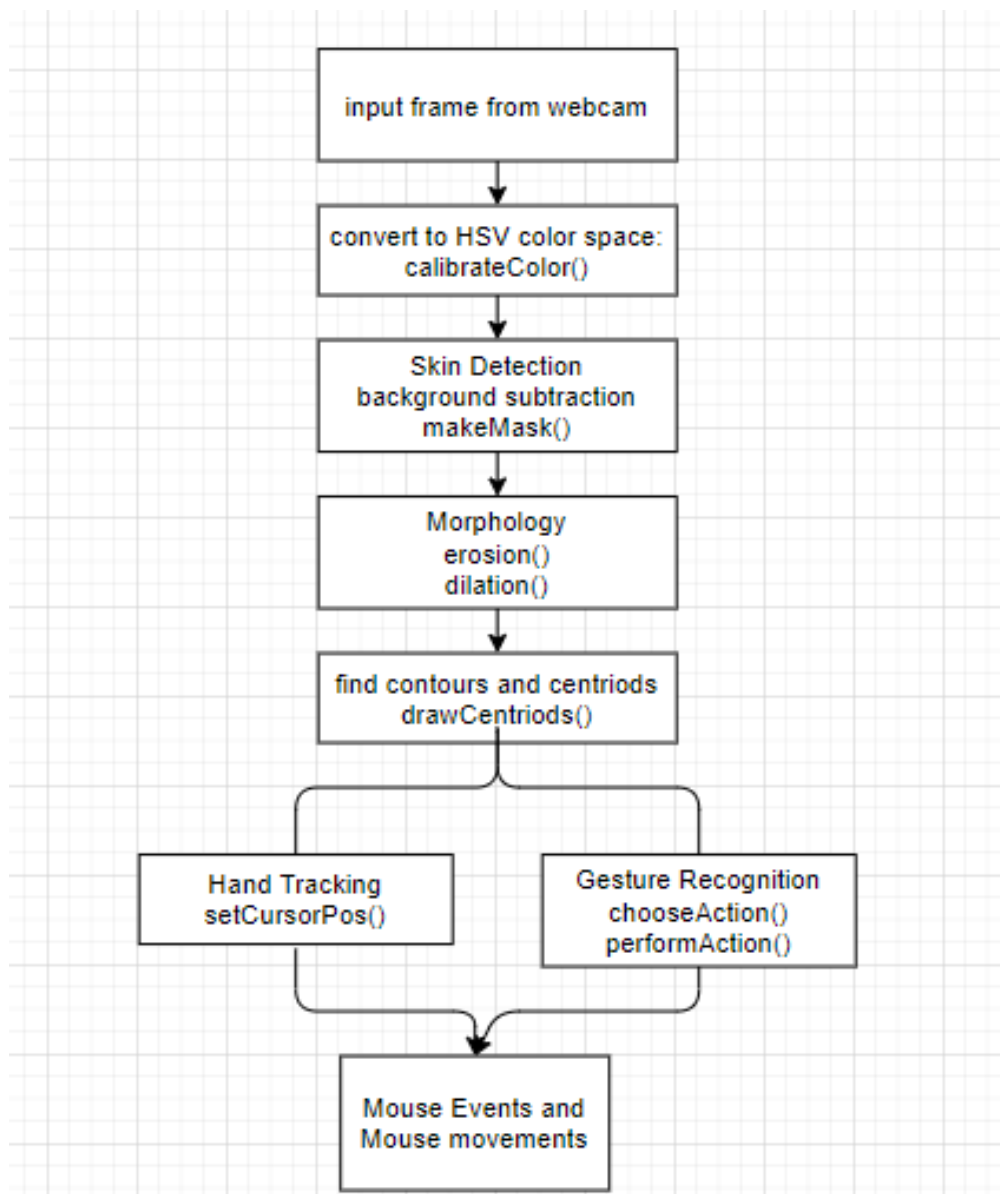 input frame from webcam
convert to HSV color space:
calibrateColor()
Skin Detection
background subtraction
makeMask()
Morphology
erosion()
dilation()
find contours and centriods
drawCentriods()
Hand Tracking
setCursorPos()
Gesture Recognition
chooseAction()
performAction()
Mouse Events and
Mouse movements